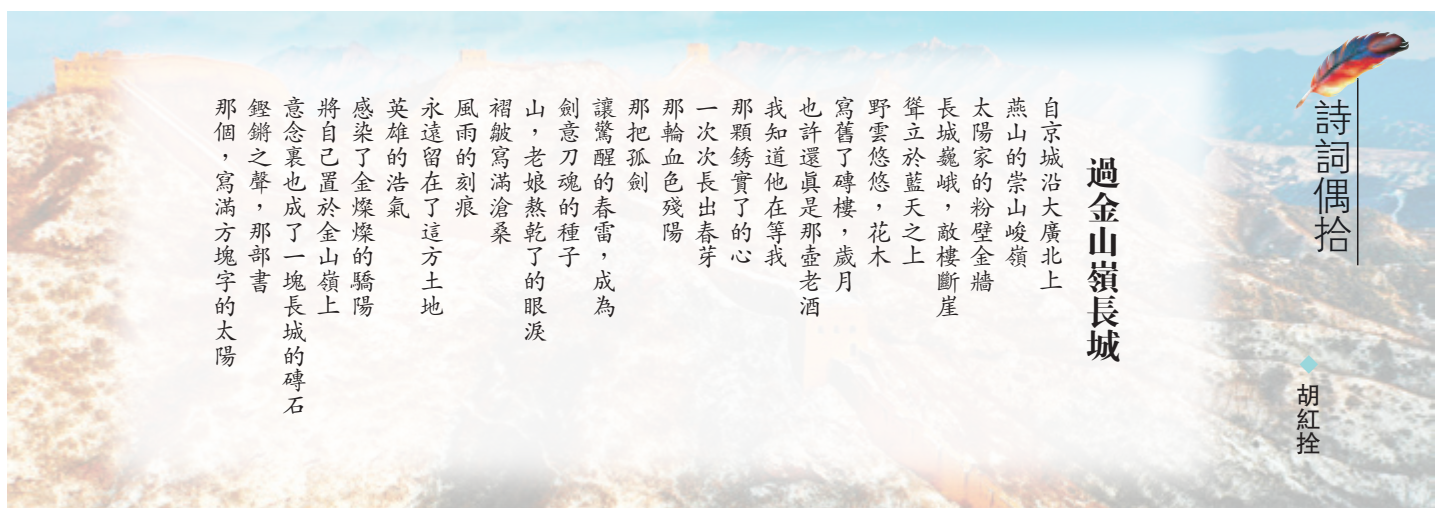 詩詞偶拾
◆胡紅拴
過金山嶺長城
自京城沿大廣北上
燕山的崇山峻嶺
太陽家的粉壁金牆
長城巍峨，敵樓斷崖
聳立於藍天之上
野雲悠悠，花木
寫舊了磚樓，歲月
也許還真是那壺老酒
我知道他在等我
那顆銹實了的心
一次次長出春芽
那輪血色殘陽
那把孤劍
讓驚醒的春雷，成為
劍意刀魂的種子
山，老娘熬乾了的眼淚
褶皺寫滿滄桑
風雨的刻痕
永遠留在了這方土地
英雄的浩氣
感染了金燦燦的驕陽
將自己置於金山嶺上
意念裏也成了一塊長城的磚石
鏗鏘之聲，那部書
那個，寫滿方塊字的太陽